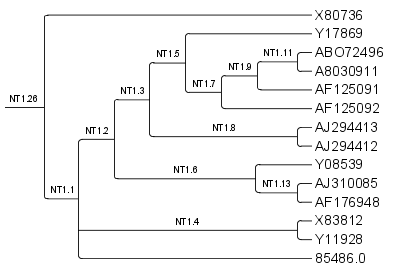 X80736
Y17869
NT1.5
NT1.11
ABO72496
NT1.9
A8030911
NT1.7
AF125091
NT1.3
NT1.26
AF125092
NT1.2
NT1.8
AJ294413
AJ294412
NT1.6
Y08539
NT1.13
AJ310085
NT1.1
AF176948
NT1.4
X83812
Y11928
85486.0